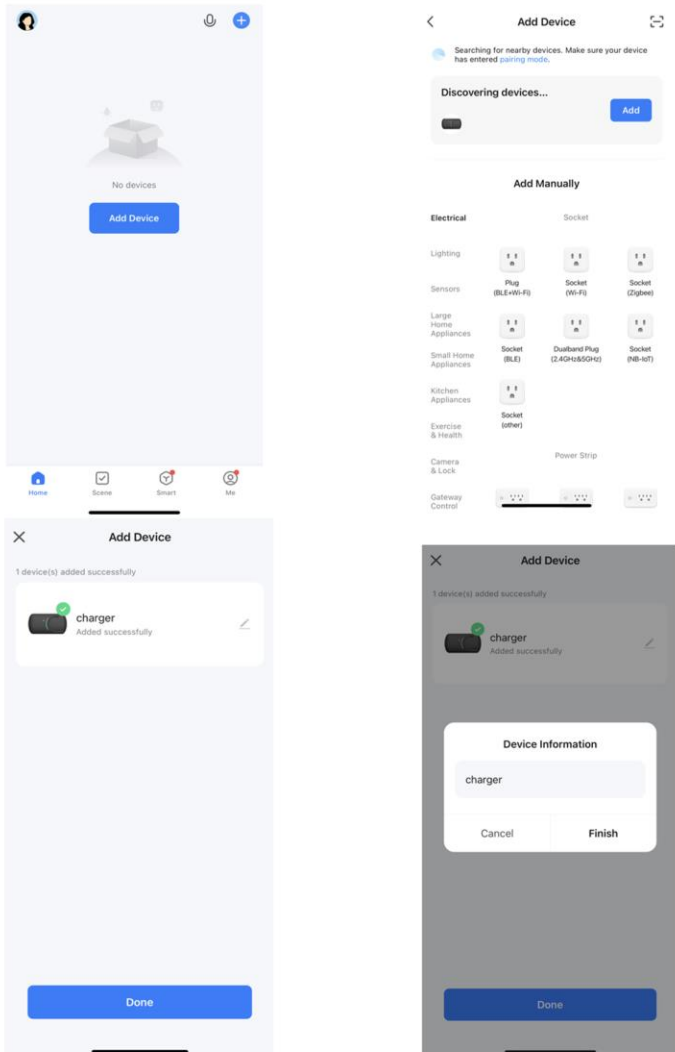 No devices
Add Device
Home
Scene
Smart
Me
Add Device
Searching for nearby devices. Make sure your device
has entered pairing mode.
Discovering devices...
Add
Add Manually
Electrical
Lighting
Sensors
Large
Home
Appliances
Small Home
Appliances
Kitchen
Appliances
Exercise
& Health
Camera
& Lock
Gateway
Control
Socket
Plug
(BLE+Wi-Fi)
Socket
(Wi-Fi)
Socket
(Zigbee)
Socket
(BLE)
Dualband Plug
(2.4GHz&5GHz)
Socket
(NB-IoT)
Socket
(other)
Power Strip
Add Device
1 device(s) added successfully
charger
Added successfully
Done
Add Device
1 device(s) added successfully
charger
Added successfully
Device Information
charger
Cancel
Finish
Done